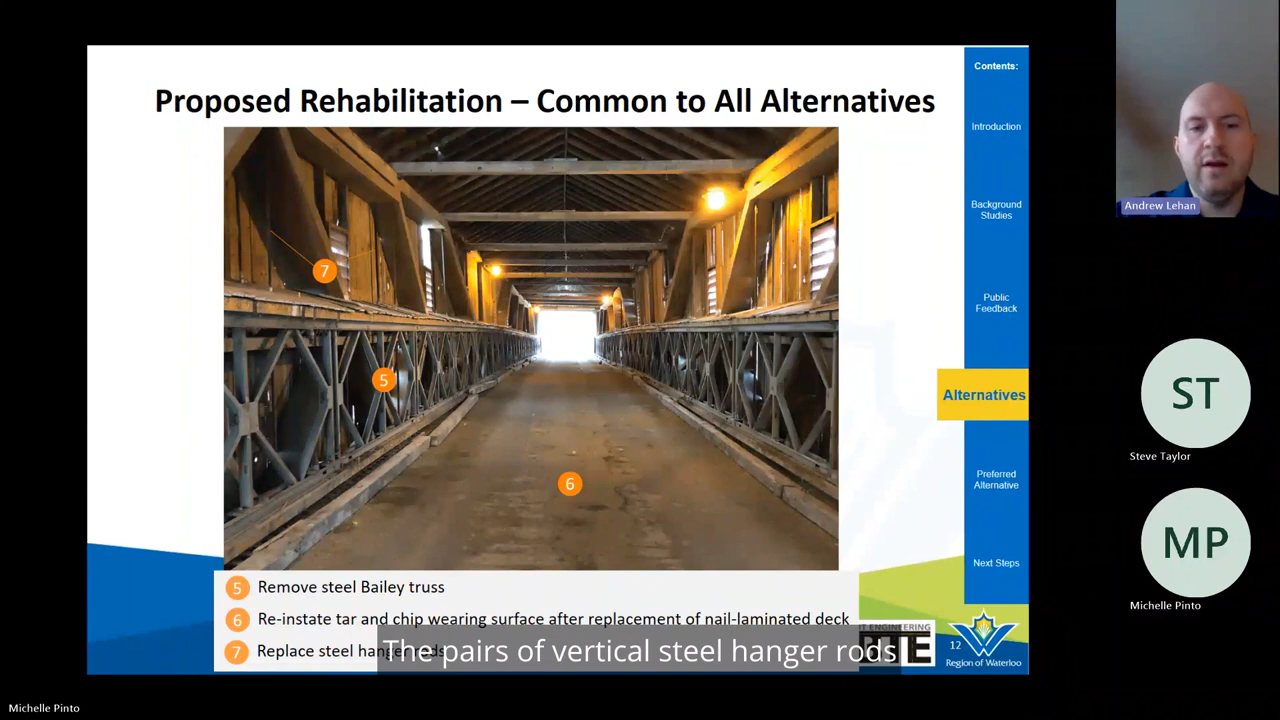 Proposed Rehabilitation – Common to All Alternatives
7
5
6
5 Remove steel Bailey truss
6 Re-instate tar and chip wearing surface after replacement of nail-laminated deck
7 Replace steel hanger rods
The pairs of vertical steel hanger rods
Contents:
Introduction
Background
Studies
Public
Feedback
Alternatives
Preferred
Alternative
Next Steps
12
Region of Waterloo
ENGINEERING
Andrew Lehan
ST
Steve Taylor
MP
Michelle Pinto
Michelle Pinto